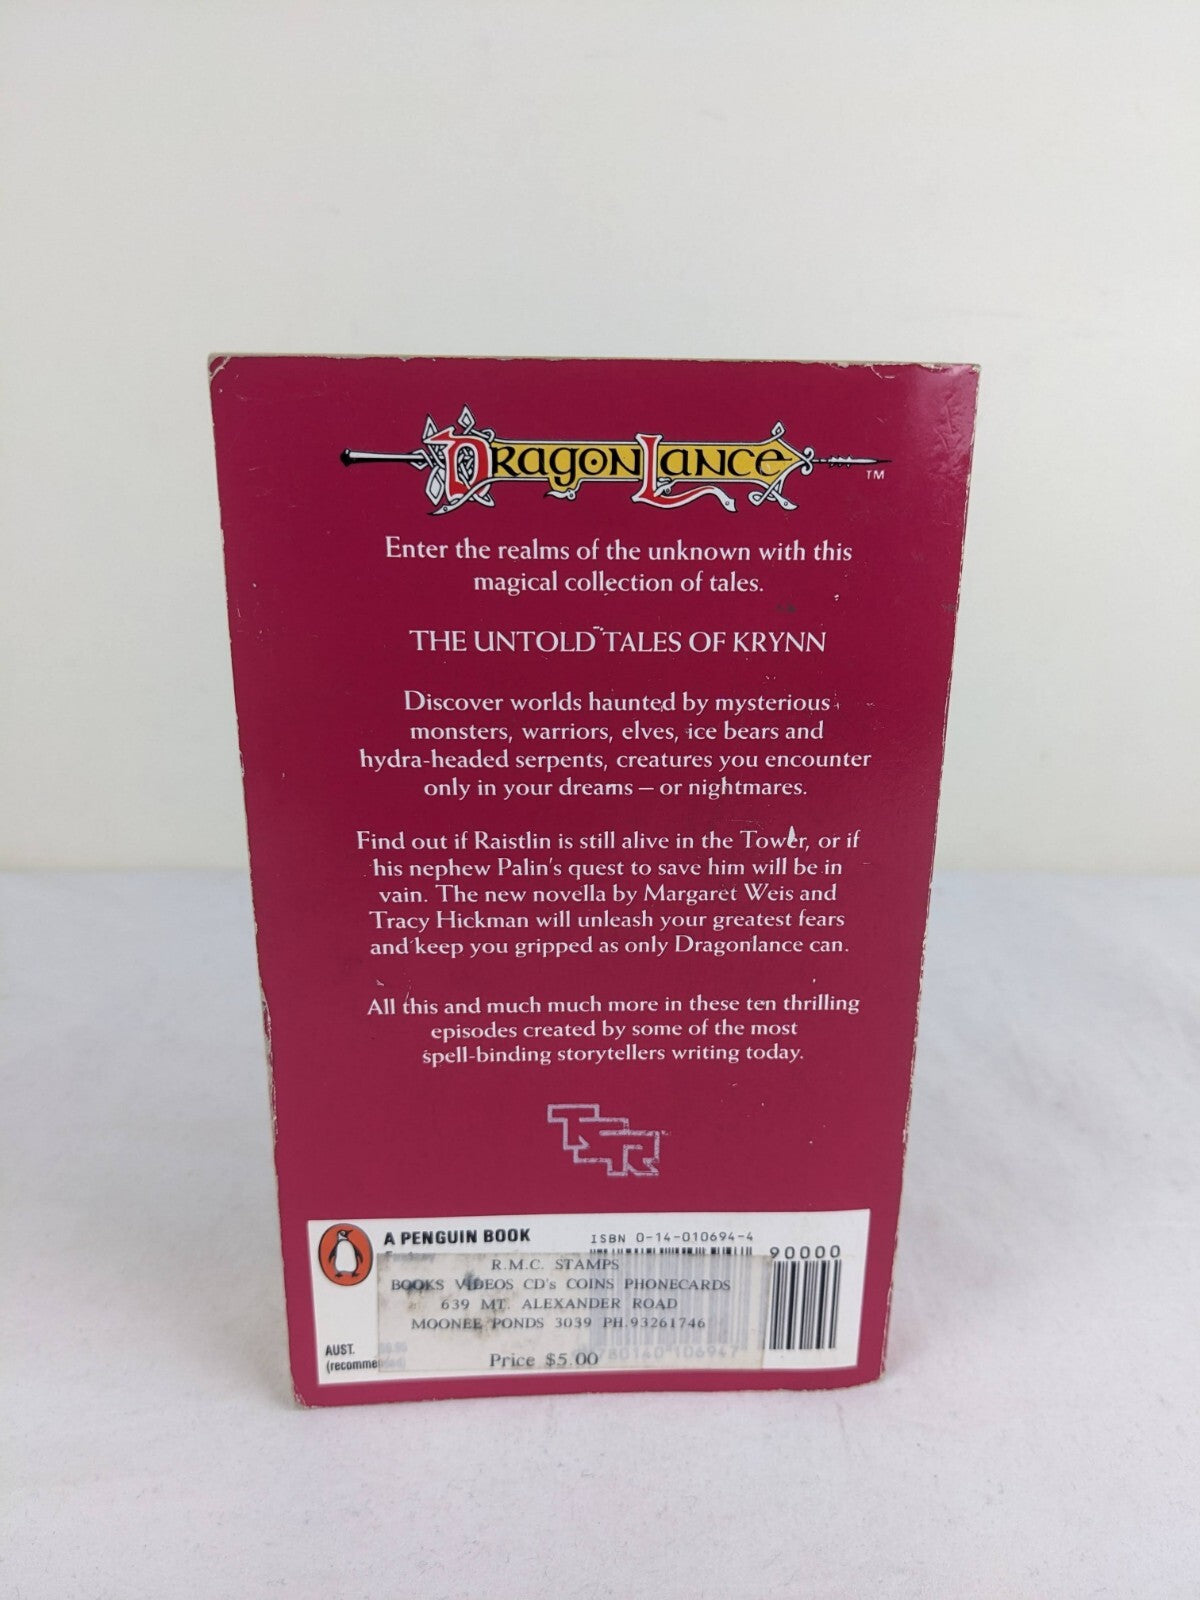 DRAGONLANCE
TM
Enter the realms of the unknown with this
magical collection of tales.
THE UNTOLD TALES OF KRYNN
Discover worlds haunted by mysterious
monsters, warriors, elves, ice bears and
hydra-headed serpents, creatures you encounter
only in your dreams – or nightmares.
Find out if Raistlin is still alive in the Tower, or if
his nephew Palin's quest to save him will be in
vain. The new novella by Margaret Weis and
Tracy Hickman will unleash your greatest fears
and keep you gripped as only Dragonlance can.
All this and much much more in these ten thrilling
episodes created by some of the most
spell-binding storytellers writing today.
TSR
A PENGUIN BOOK
ISBN 0-14-010694-4
90000
R.M.C. STAMPS
BOOKS VIDEOS CD's COINS PHONECARDS
639 MT. ALEXANDER ROAD
MOONEE PONDS 3039 PH.93261746
AUST.
(recommended)
Price $5.00
9780140106947